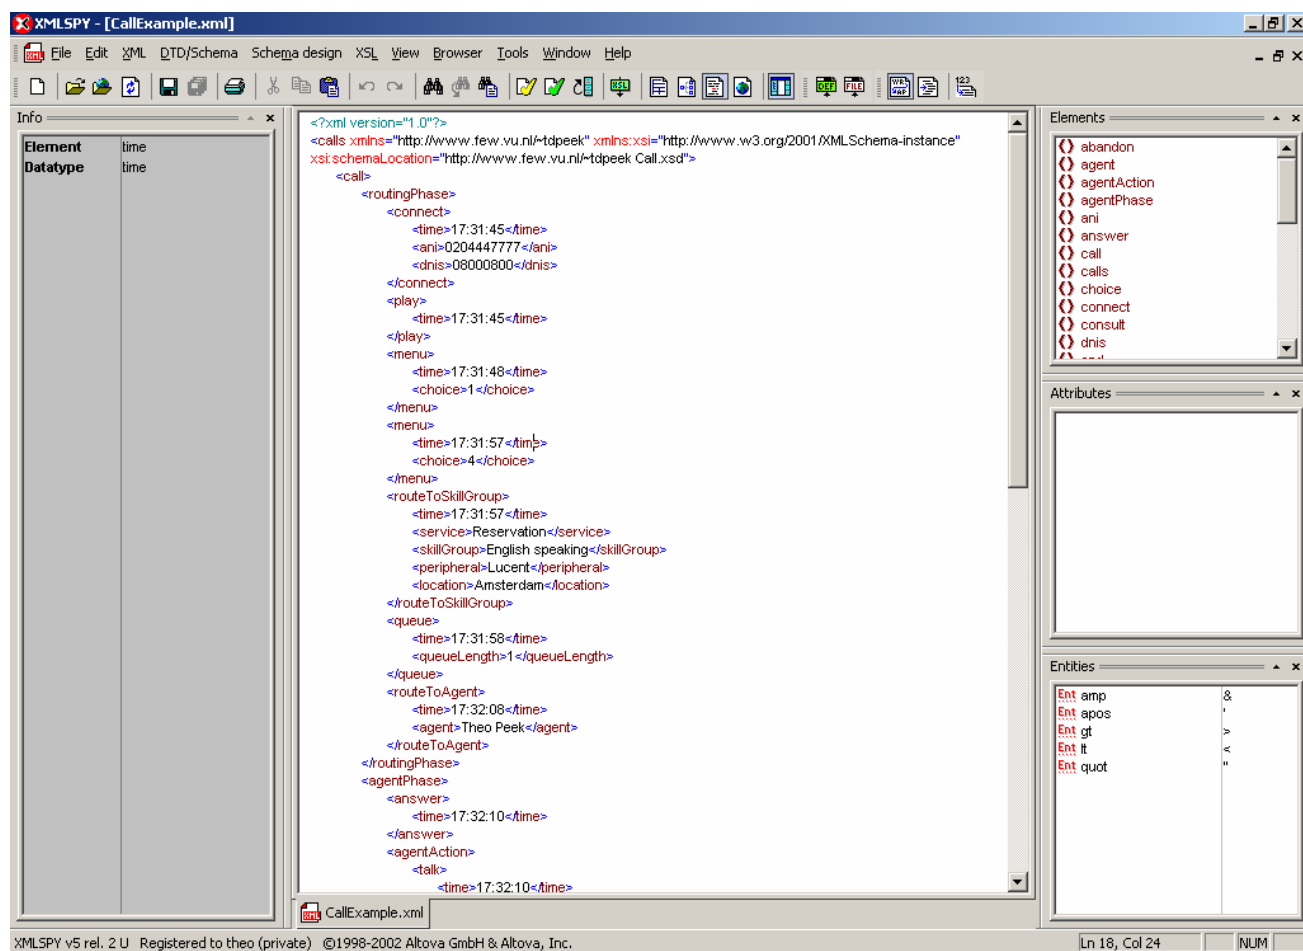 XMLSPY - [CallExample.xml]
File Edit XML DTD/Schema Schema design XSL View Browser Tools Window Help
Info
Element time
Datatype time
<?xml version="1.0"?>
<calls xmlns="http://www.few.vu.nl/~tdpeek" xmlns:xsi="http://www.w3.org/2001/XMLSchema-instance"
xsi:schemaLocation="http://www.few.vu.nl/~tdpeek Call.xsd">
<call>
<routingPhase>
<connect>
<time>17:31:45</time>
<ani>0204447777</ani>
<dnis>08000800</dnis>
</connect>
<play>
<time>17:31:45</time>
</play>
<menu>
<time>17:31:48</time>
<choice>1</choice>
</menu>
<menu>
<time>17:31:57</time>
<choice>4</choice>
</menu>
<routeToSkillGroup>
<time>17:31:57</time>
<service>Reservation</service>
<skillGroup>English speaking</skillGroup>
<peripheral>Lucent</peripheral>
<location>Amsterdam</location>
</routeToSkillGroup>
<queue>
<time>17:31:58</time>
<queueLength>1</queueLength>
</queue>
<routeToAgent>
<time>17:32:08</time>
<agent>Theo Peek</agent>
</routeToAgent>
</routingPhase>
<agentPhase>
<answer>
<time>17:32:10</time>
</answer>
<agentAction>
<talk>
<time>17:32:10</time>
CallExample.xml
Elements
abandon
agent
agentAction
agentPhase
ani
answer
call
calls
choice
connect
consult
dnis
Attributes
Entities
Ent amp &
Ent apos '
Ent gt >
Ent lt <
Ent quot "
XMLSPY v5 rel. 2 U Registered to theo (private) ©1998-2002 Altova GmbH & Altova, Inc. Ln 18, Col 24 NUM